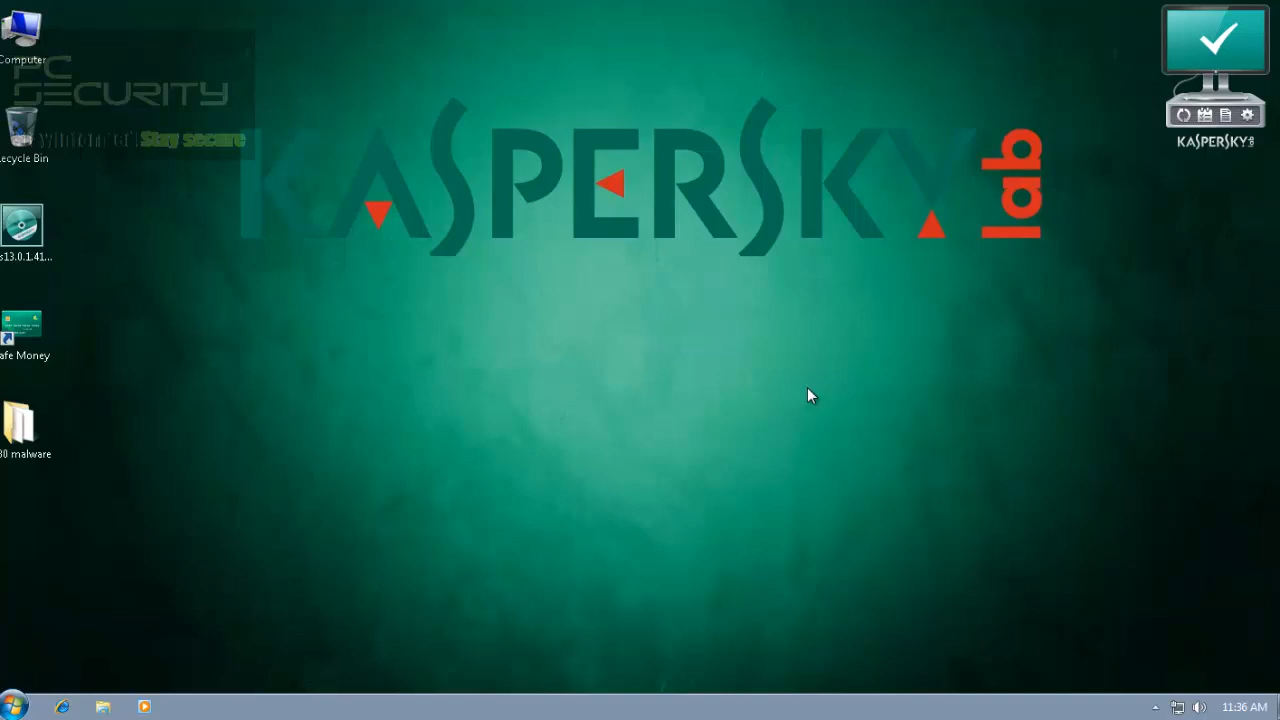 Computer
PC
SECURITY
Stay secure
ecycle Bin
KASPERSKY lab
KASPERSKY
s13.0.1.41...
afe Money
80 malware
11:36 AM